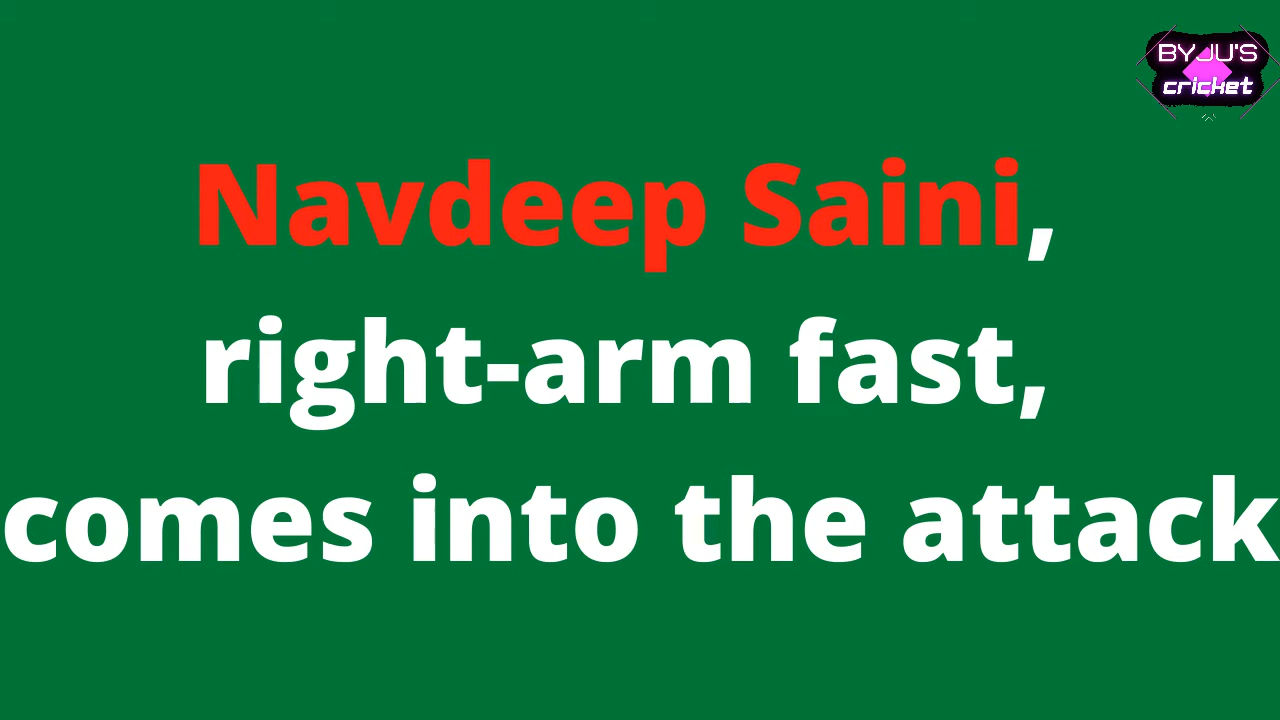 BYJU'S
cricket
Navdeep Saini,
right-arm fast,
comes into the attack